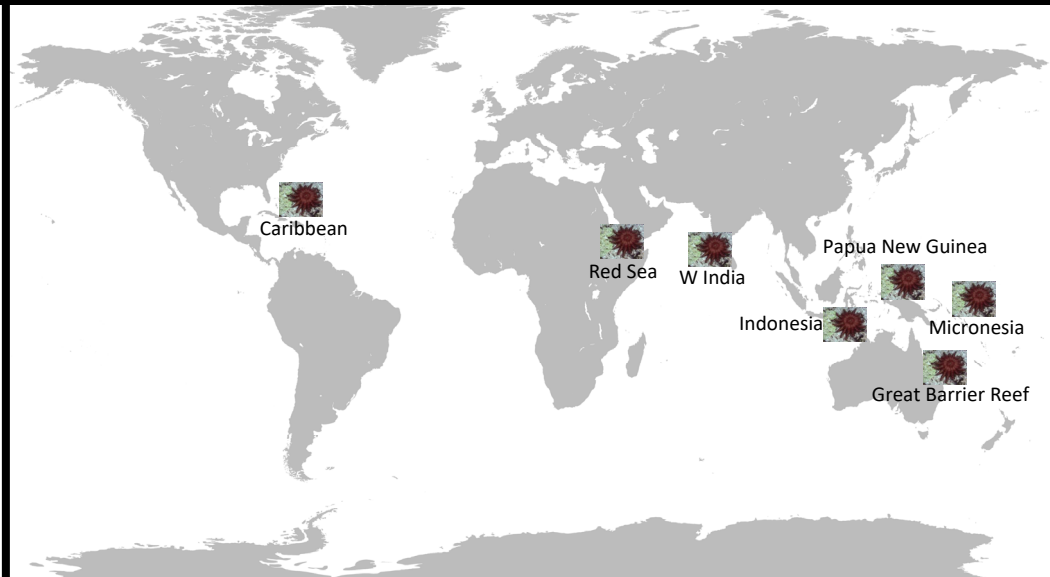 Caribbean
Red Sea
W India
Papua New Guinea
Indonesia
Micronesia
Great Barrier Reef